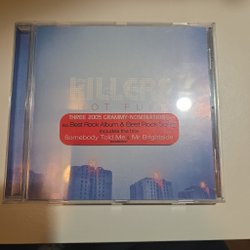 KILLERS
HOT FUSS
THREE 2005 GRAMMY NOMINATIONS
Best Rock Album & Best Rock Song
includes the hits
Somebody Told Me, Mr Brightside